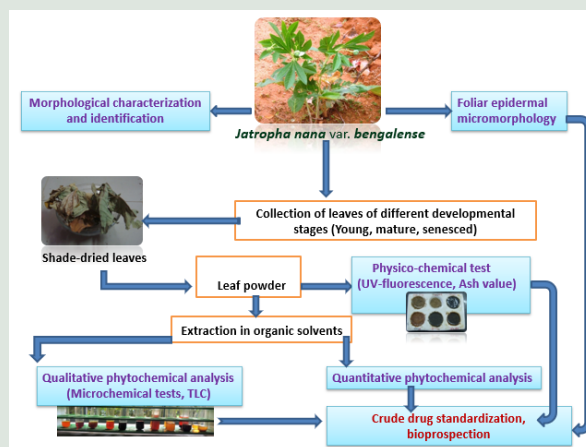 Morphological characterization
and identification
Foliar epidermal
micromorphology
Jatropha nana var. bengalense
Collection of leaves of different developmental
stages (Young, mature, senesced)
Shade-dried leaves
Leaf powder
Physico-chemical test
(UV-fluorescence, Ash value)
Extraction in organic solvents
Qualitative phytochemical analysis
(Microchemical tests, TLC)
Quantitative phytochemical analysis
Crude drug standardization,
bioprospection